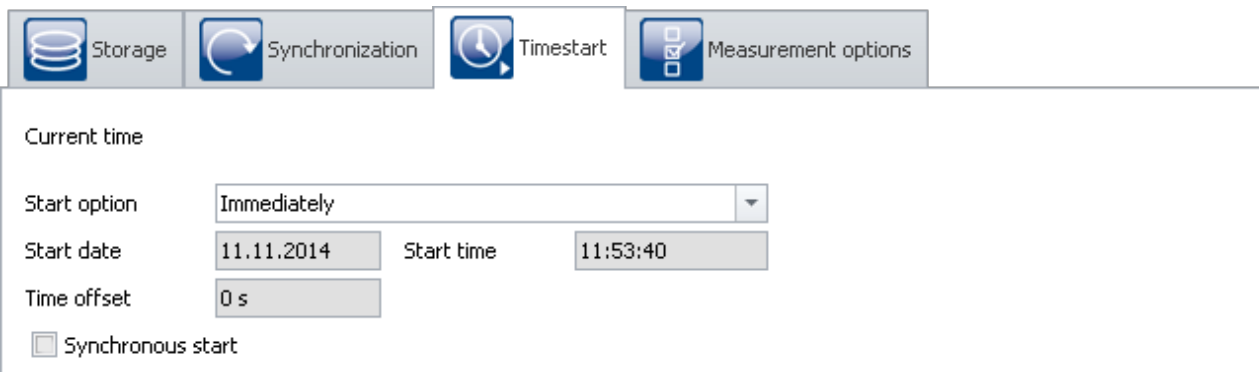 Storage Synchronization Timestart Measurement options
Current time
Start option Immediately
Start date 11.11.2014 Start time 11:53:40
Time offset 0 s
Synchronous start